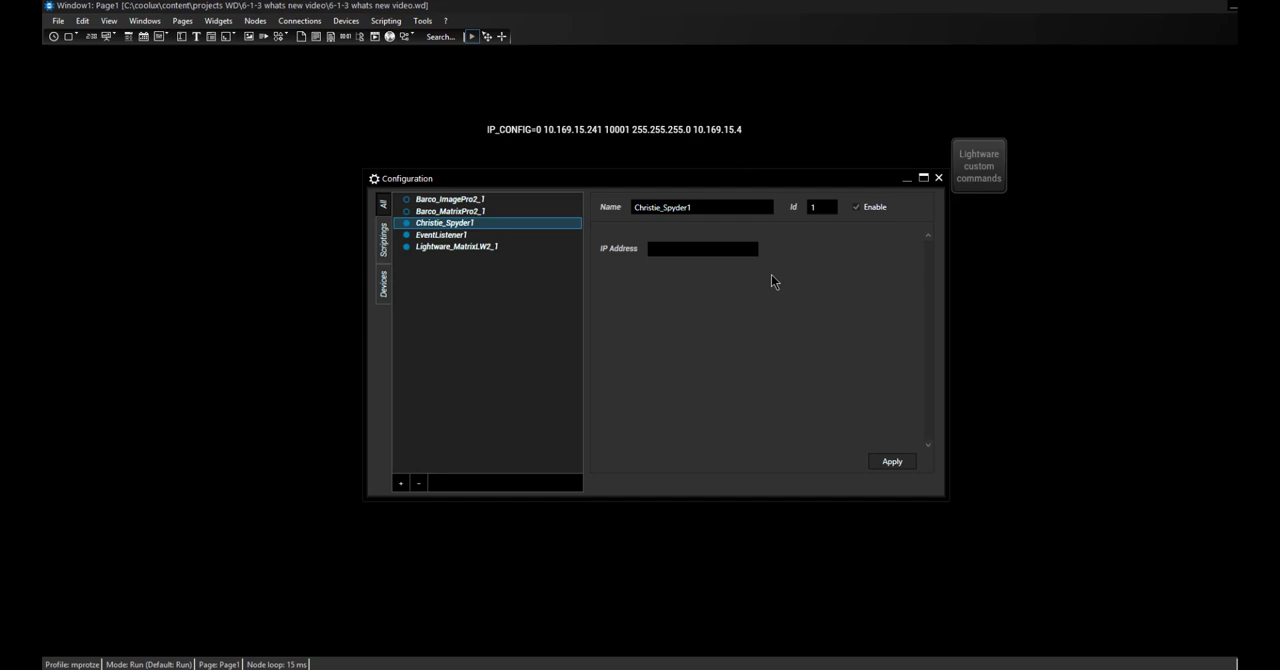 Window1: Page1 [C:\coolux\content\projects WD\6-1-3 whats new video\6-1-3 whats new video.wd]
File Edit View Windows Pages Widgets Nodes Connections Devices Scripting Tools ?
Search...
IP_CONFIG=0 10.169.15.241 10001 255.255.255.0 10.169.15.4
Lightware
custom
commands
Configuration
All
Scriptings
Devices
Barco_ImagePro2_1
Barco_MatrixPro2_1
Christie_Spyder1
EventListener1
Lightware_MatrixLW2_1
+ -
Name Christie_Spyder1 Id 1 Enable
IP Address
Apply
Profile: mprotze Mode: Run (Default: Run) Page: Page1 Node loop: 15 ms